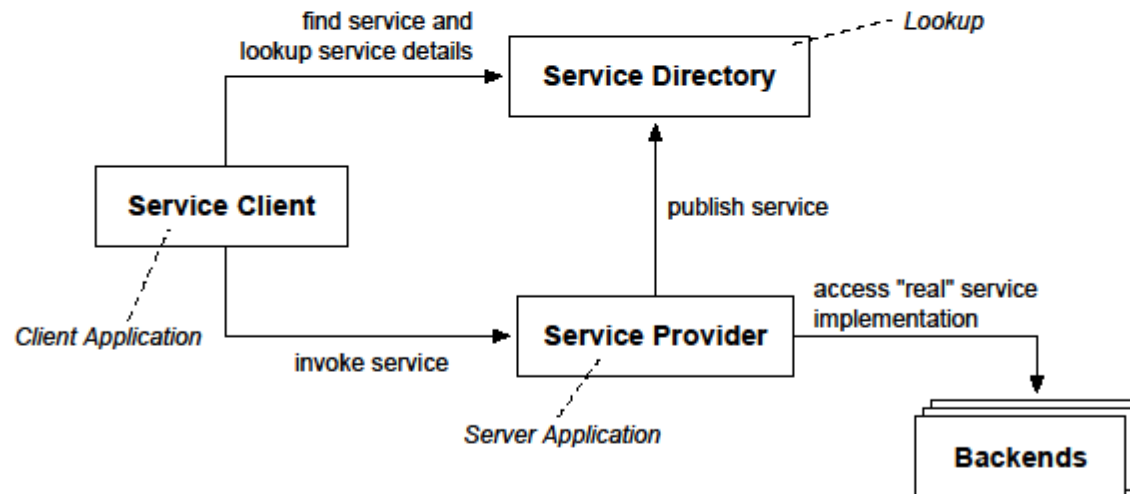 find service and
lookup service details
Lookup
Service Directory
Service Client
publish service
access "real" service
implementation
Client Application
invoke service
Service Provider
Server Application
Backends